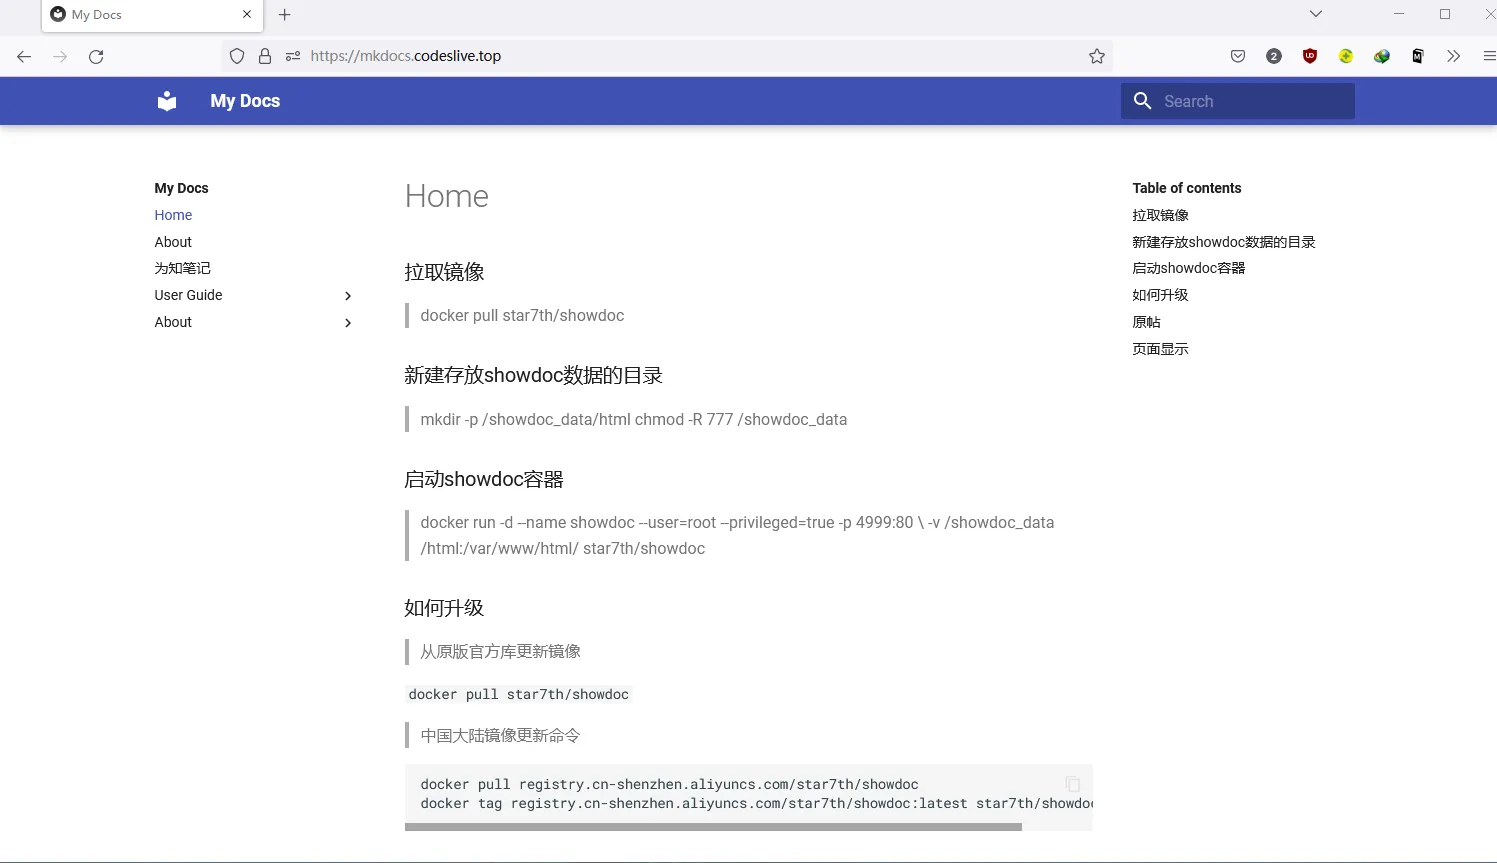 My Docs
https://mkdocs.codeslive.top
2
My Docs
Search
My Docs
Home
About
为知笔记
User Guide
About
Home
拉取镜像
docker pull star7th/showdoc
新建存放showdoc数据的目录
mkdir -p /showdoc_data/html chmod -R 777 /showdoc_data
启动showdoc容器
docker run -d --name showdoc --user=root --privileged=true -p 4999:80 \ -v /showdoc_data
/html:/var/www/html/ star7th/showdoc
如何升级
从原版官方库更新镜像
docker pull star7th/showdoc
中国大陆镜像更新命令
docker pull registry.cn-shenzhen.aliyuncs.com/star7th/showdoc
docker tag registry.cn-shenzhen.aliyuncs.com/star7th/showdoc:latest star7th/showdoc
Table of contents
拉取镜像
新建存放showdoc数据的目录
启动showdoc容器
如何升级
原帖
页面显示